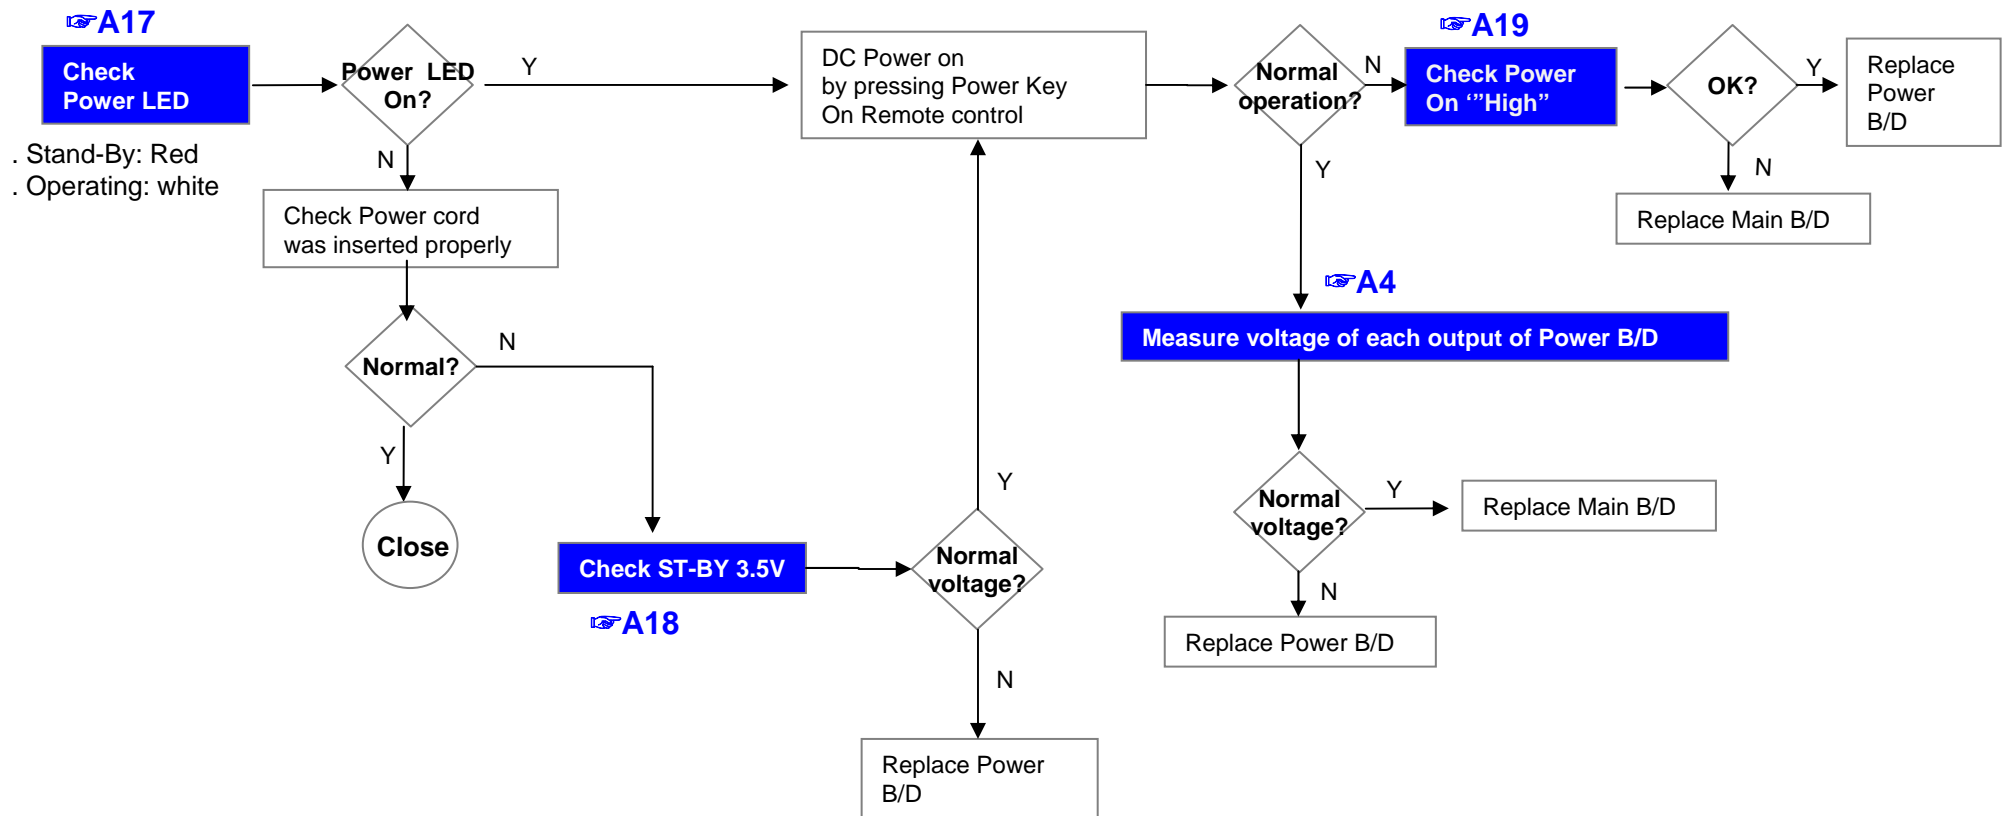 ☞A17
Check
Power LED
. Stand-By: Red
. Operating: white
Power LED
On?
Y
N
Check Power cord
was inserted properly
Normal?
N
Y
Close
Check ST-BY 3.5V
☞A18
Normal
voltage?
Y
N
Replace Power
B/D
DC Power on
by pressing Power Key
On Remote control
Normal
operation?
N
Y
☞A19
Check Power
On ‘”High”
OK?
Y
Replace
Power
B/D
N
Replace Main B/D
☞A4
Measure voltage of each output of Power B/D
Normal
voltage?
Y
Replace Main B/D
N
Replace Power B/D